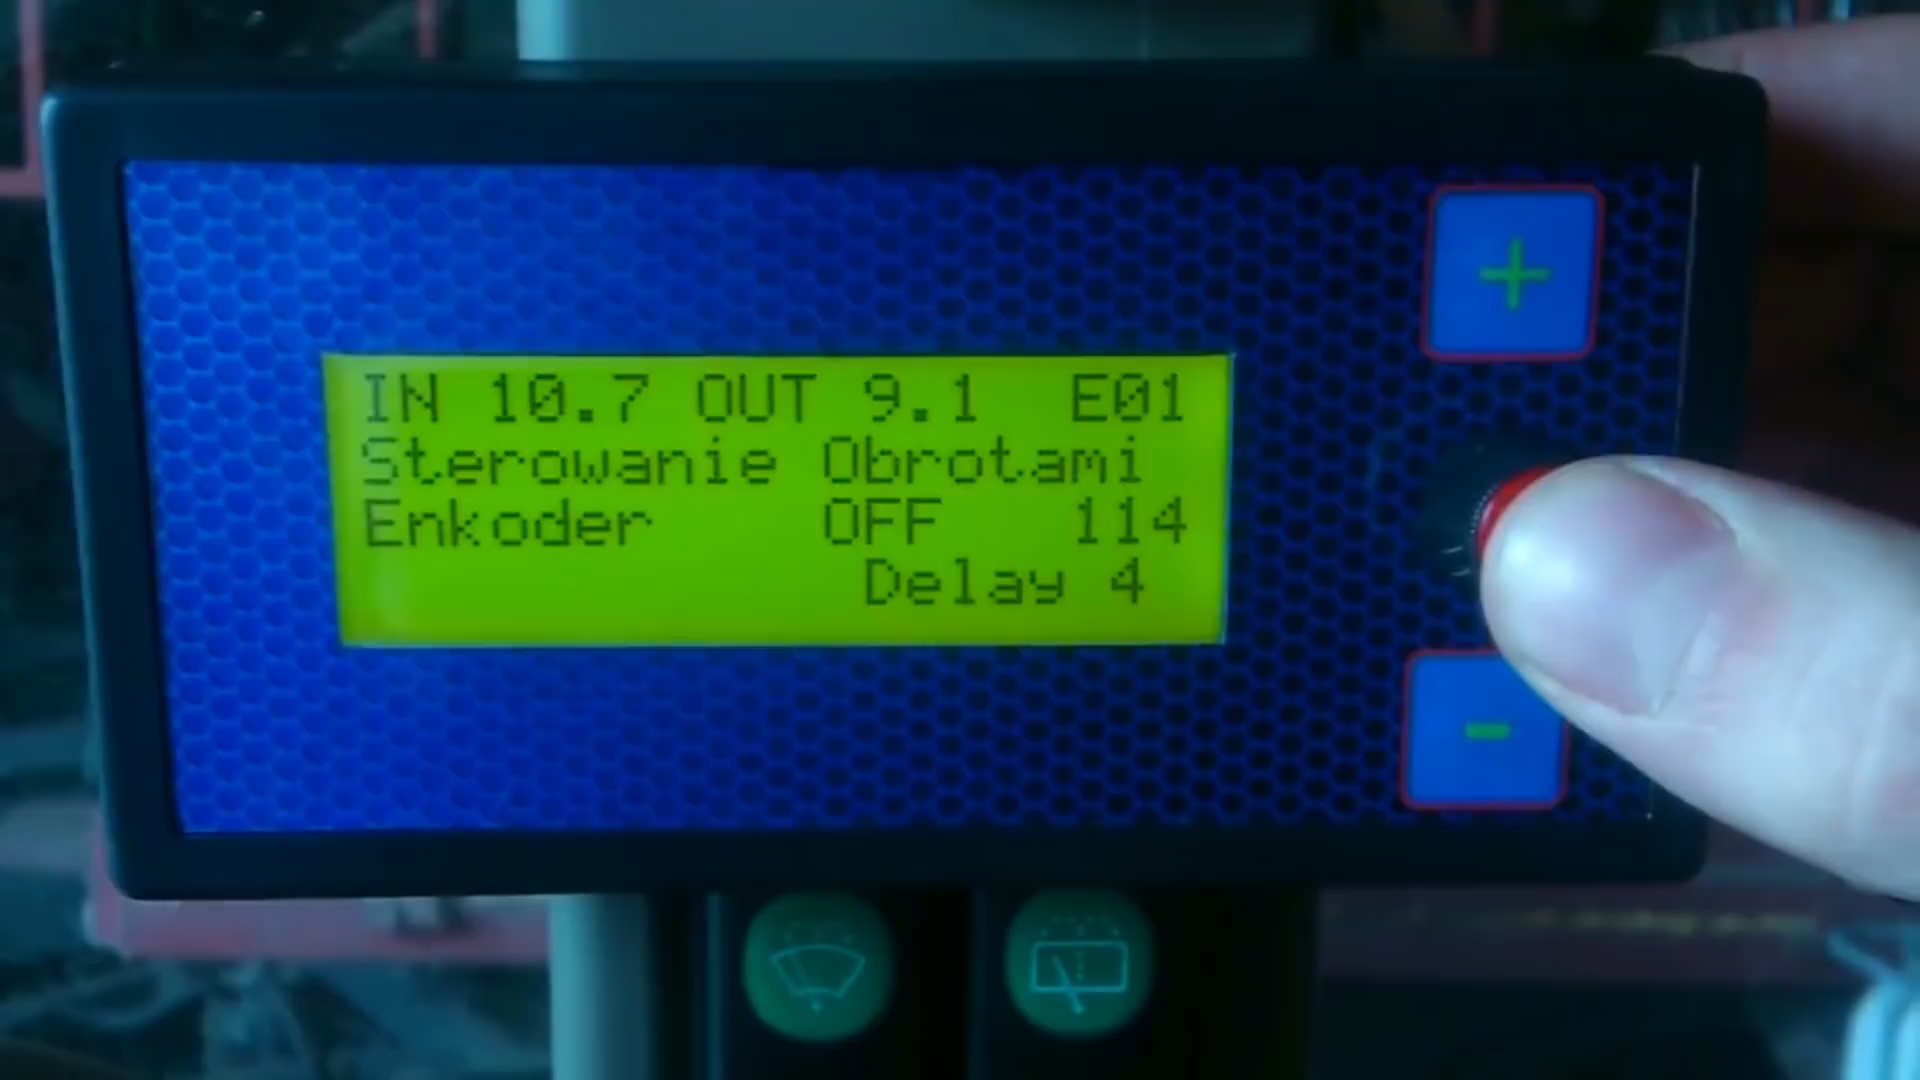 IN 10.7 OUT 9.1 E01
Sterowanie Obrotami
Enkoder OFF 114
Delay 4
+
-